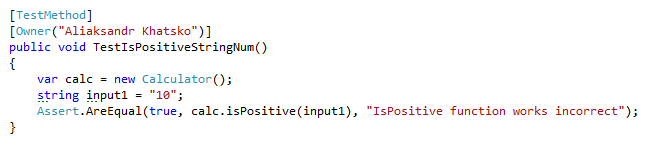 [TestMethod]
[Owner("Aliaksandr Khatsko")]
public void TestIsPositiveStringNum()
{
    var calc = new Calculator();
    string input1 = "10";
    Assert.AreEqual(true, calc.isPositive(input1), "IsPositive function works incorrect");
}